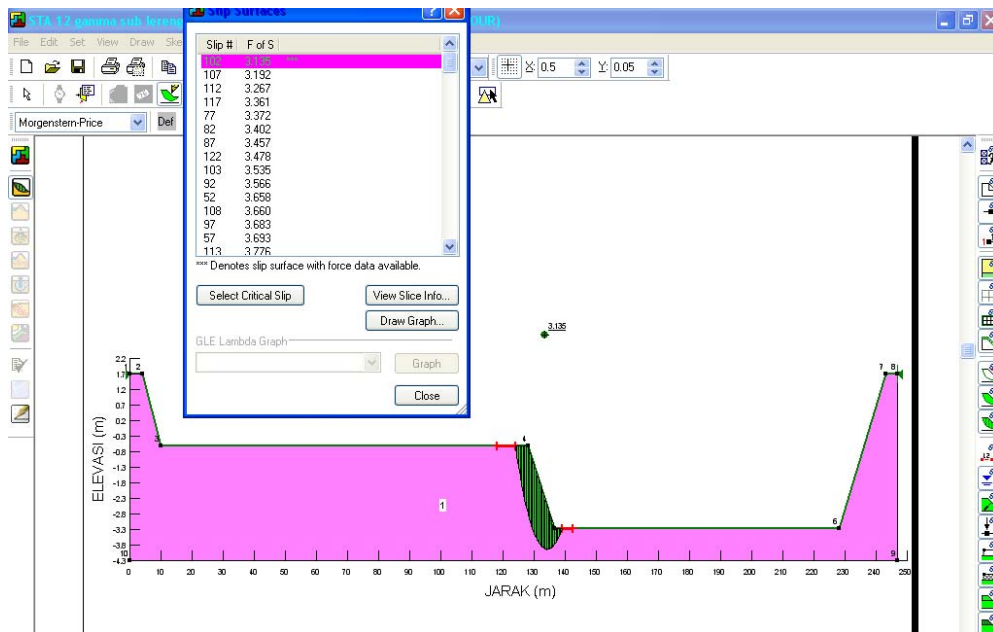 STA 12 gamma sub lereng
OUR)
Slip Surfaces
File Edit Set View Draw Ske
X: 0.5 Y: 0.05
Morgenstern-Price Def
Slip # F of S
102 3.135 ***
107 3.192
112 3.267
117 3.361
77 3.372
82 3.402
87 3.457
122 3.478
103 3.535
92 3.566
52 3.658
108 3.660
97 3.683
57 3.693
113 3.776
*** Denotes slip surface with force data available.
Select Critical Slip View Slice Info...
Draw Graph...
GLE Lambda Graph
Graph
Close
3.135
2.2
1.7
1.2
0.7
0.2
-0.3
-0.8
-1.3
-1.8
-2.3
-2.8
-3.3
-3.8
-4.3
ELEVASI (m)
1 2 3 4 6 7 8 9 10
1
0 10 20 30 40 50 60 70 80 90 100 110 120 130 140 150 160 170 180 190 200 210 220 230 240 250
JARAK (m)